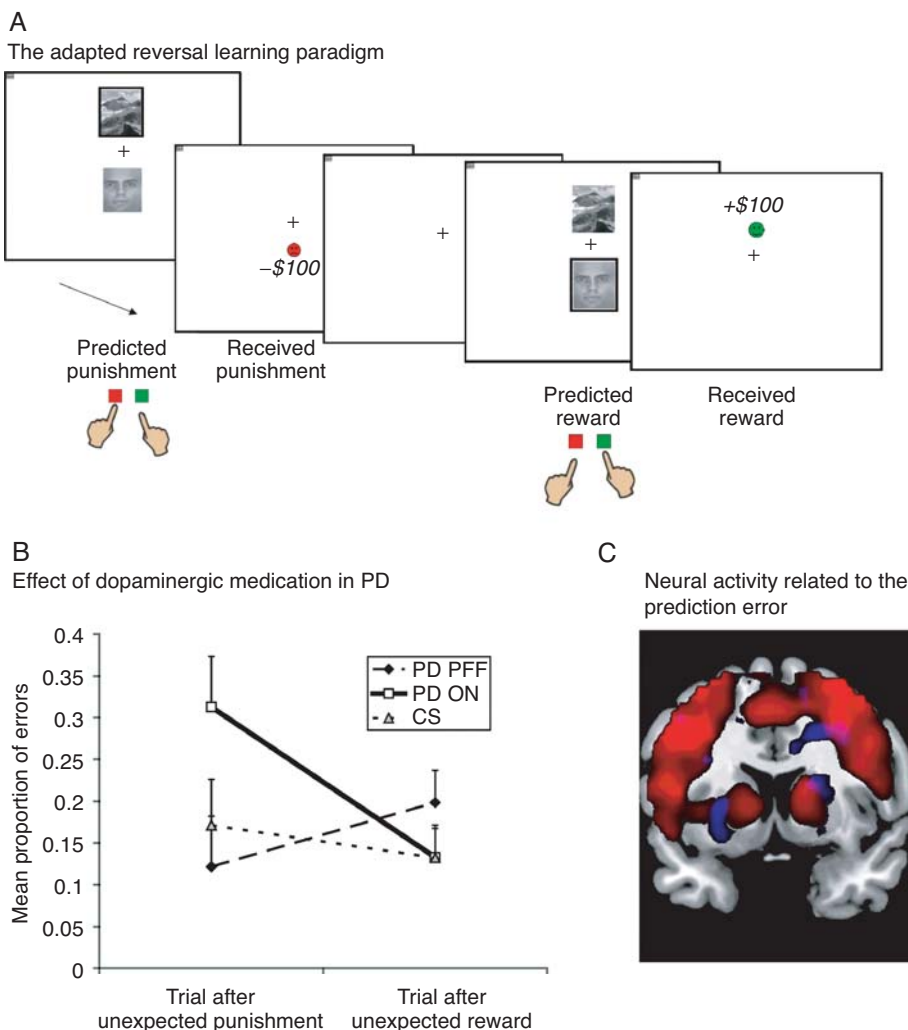 A
The adapted reversal learning paradigm
+
+
–$100
+
+
+$100
+
Predicted
punishment
Received
punishment
Predicted
reward
Received
reward
B
Effect of dopaminergic medication in PD
Mean proportion of errors
0.4
0.35
0.3
0.25
0.2
0.15
0.1
0.05
0
PD PFF
PD ON
CS
Trial after
unexpected punishment
Trial after
unexpected reward
C
Neural activity related to the
prediction error